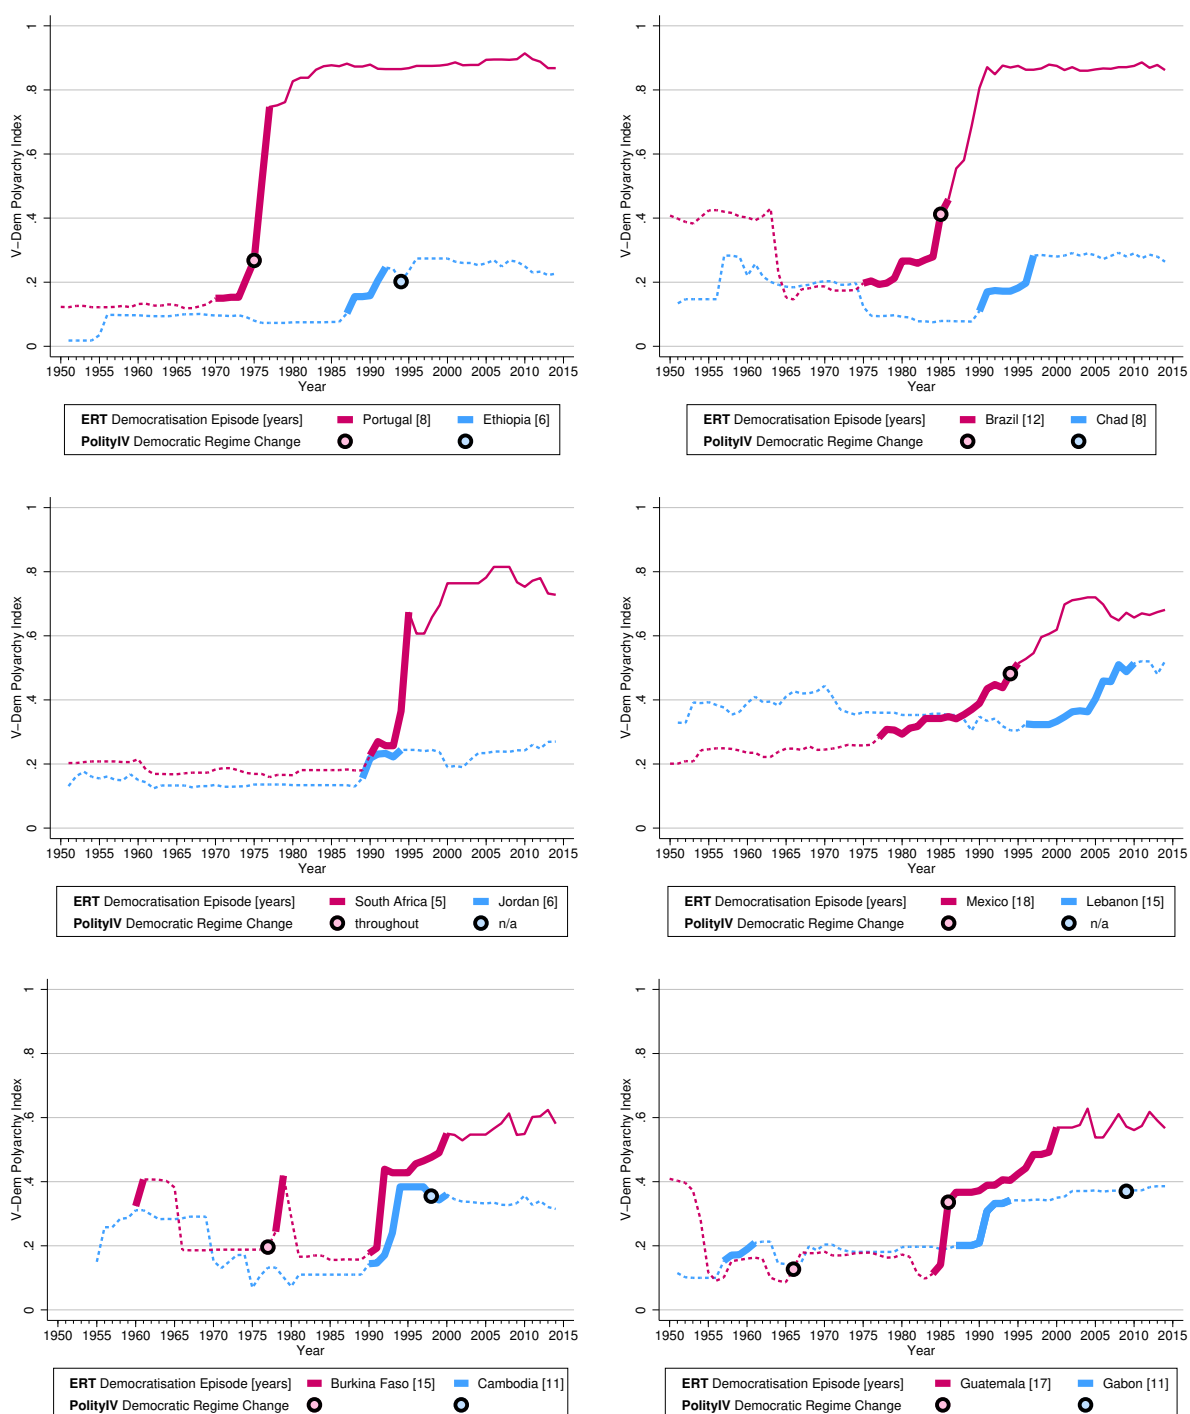 V−Dem Polyarchy Index
0 .2 .4 .6 .8 1
1950 1955 1960 1965 1970 1975 1980 1985 1990 1995 2000 2005 2010 2015
Year
ERT Democratisation Episode [years] Portugal [8] Ethiopia [6]
PolityIV Democratic Regime Change
V−Dem Polyarchy Index
0 .2 .4 .6 .8 1
1950 1955 1960 1965 1970 1975 1980 1985 1990 1995 2000 2005 2010 2015
Year
ERT Democratisation Episode [years] Brazil [12] Chad [8]
PolityIV Democratic Regime Change
V−Dem Polyarchy Index
0 .2 .4 .6 .8 1
1950 1955 1960 1965 1970 1975 1980 1985 1990 1995 2000 2005 2010 2015
Year
ERT Democratisation Episode [years] South Africa [5] Jordan [6]
PolityIV Democratic Regime Change throughout n/a
V−Dem Polyarchy Index
0 .2 .4 .6 .8 1
1950 1955 1960 1965 1970 1975 1980 1985 1990 1995 2000 2005 2010 2015
Year
ERT Democratisation Episode [years] Mexico [18] Lebanon [15]
PolityIV Democratic Regime Change n/a
V−Dem Polyarchy Index
0 .2 .4 .6 .8 1
1950 1955 1960 1965 1970 1975 1980 1985 1990 1995 2000 2005 2010 2015
Year
ERT Democratisation Episode [years] Burkina Faso [15] Cambodia [11]
PolityIV Democratic Regime Change
V−Dem Polyarchy Index
0 .2 .4 .6 .8 1
1950 1955 1960 1965 1970 1975 1980 1985 1990 1995 2000 2005 2010 2015
Year
ERT Democratisation Episode [years] Guatemala [17] Gabon [11]
PolityIV Democratic Regime Change